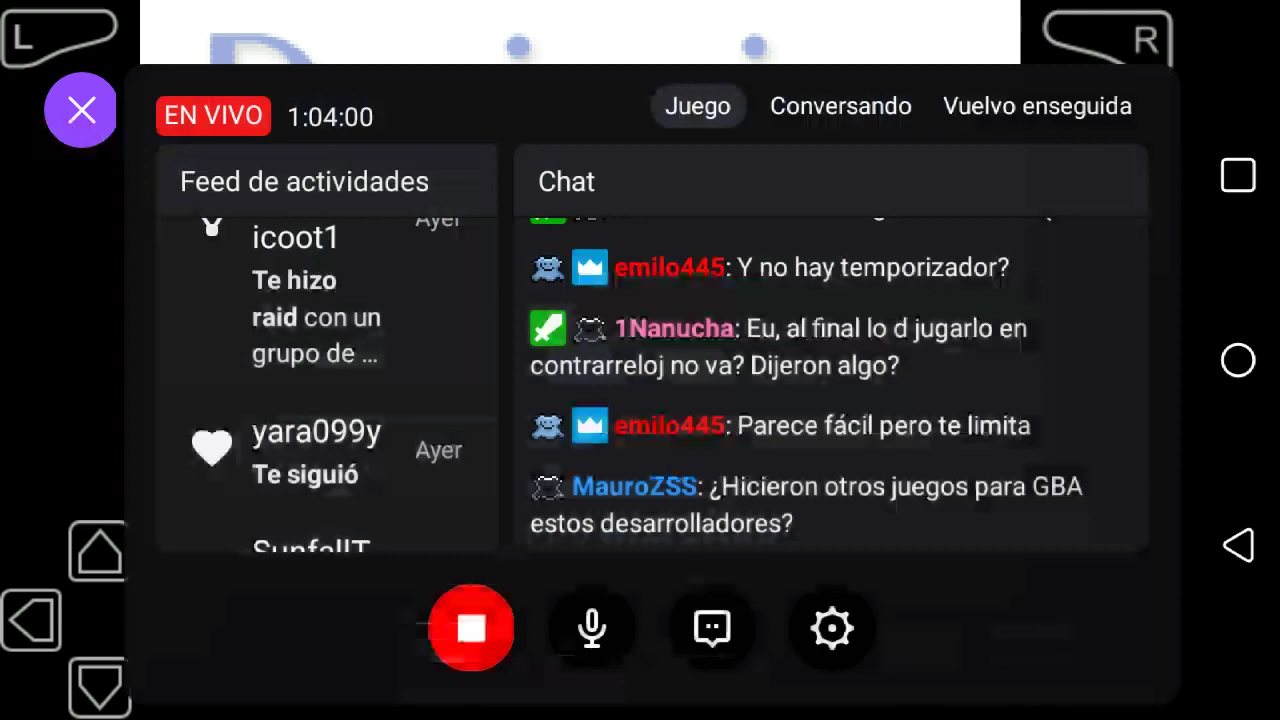 L
R
EN VIVO 1:04:00
Juego Conversando Vuelvo enseguida
Feed de actividades
Chat
Ayer
icoot1
Te hizo
raid con un
grupo de ...
yara099y
Ayer
Te siguió
SunfallT
emilo445: Y no hay temporizador?
1Nanucha: Eu, al final lo d jugarlo en
contrarreloj no va? Dijeron algo?
emilo445: Parece fácil pero te limita
MauroZSS: ¿Hicieron otros juegos para GBA
estos desarrolladores?